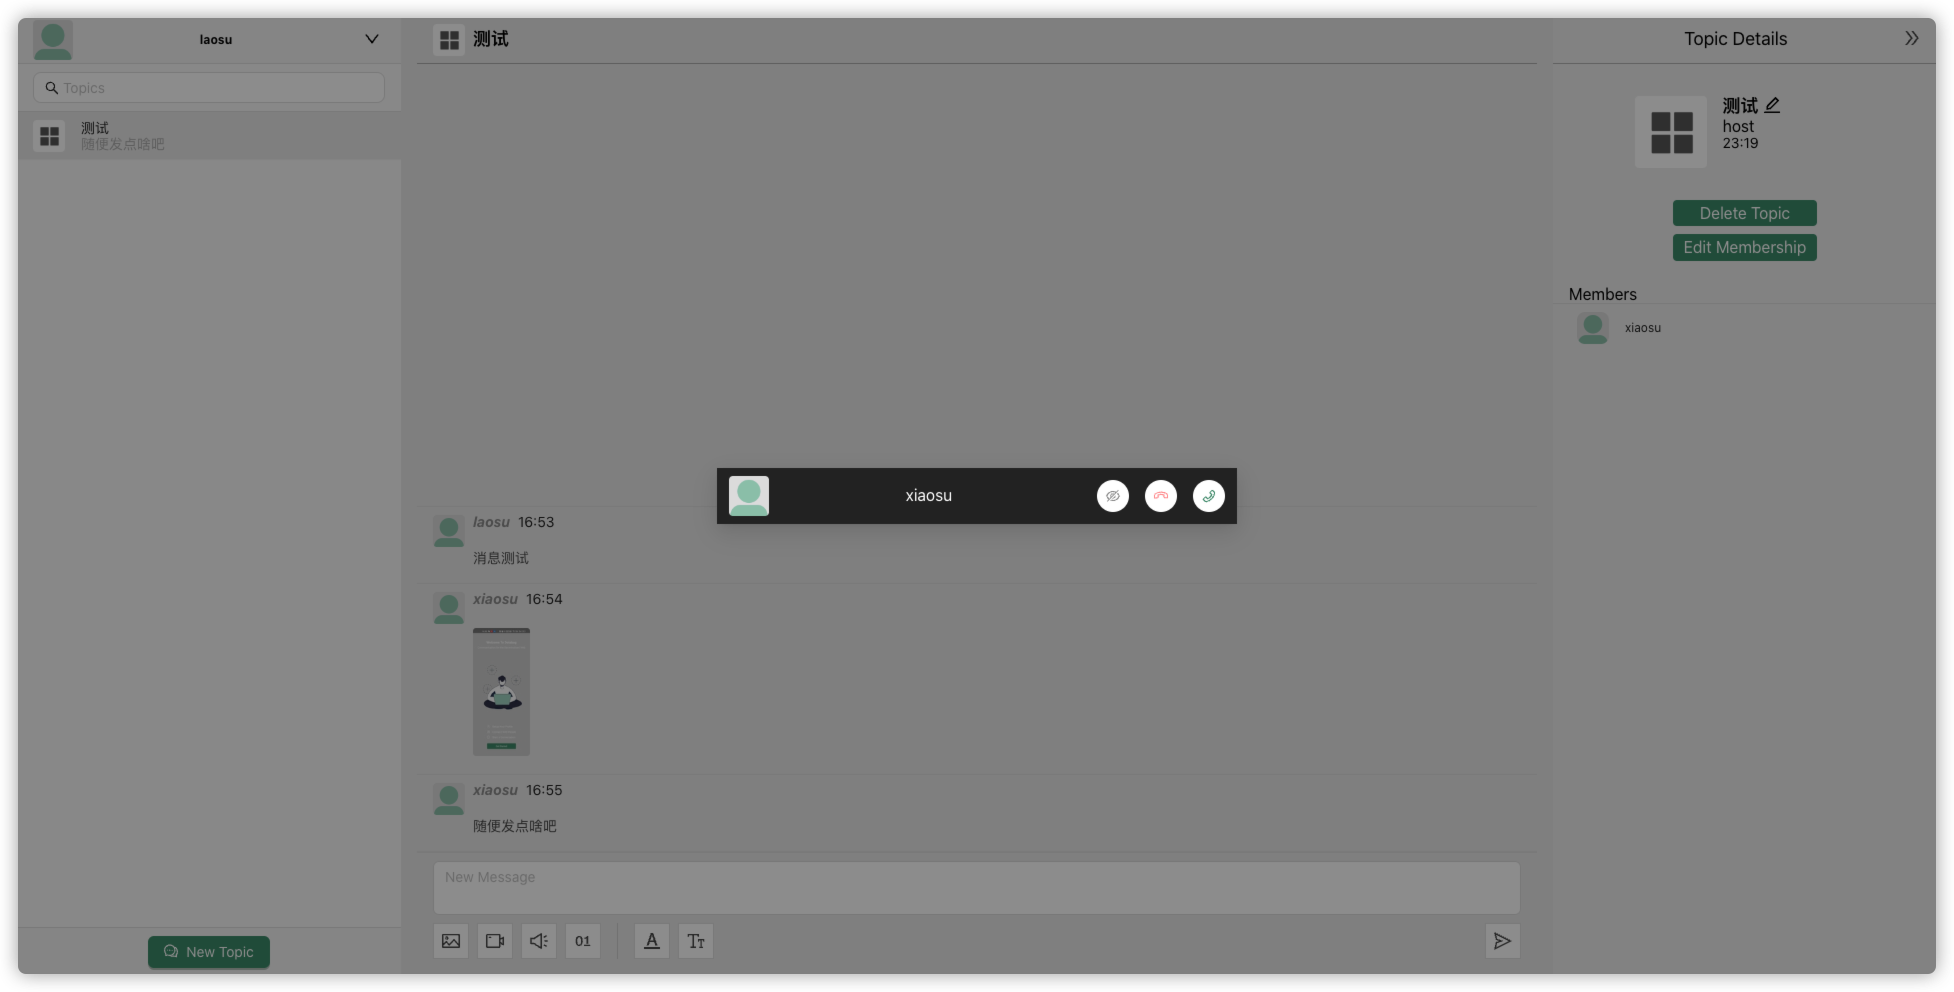 laosu
Topics
测试
随便发点啥吧
New Topic
测试
laosu 16:53
消息测试
xiaosu 16:54
xiaosu 16:55
随便发点啥吧
New Message
01
A
TT
xiaosu
Topic Details
测试
host
23:19
Delete Topic
Edit Membership
Members
xiaosu